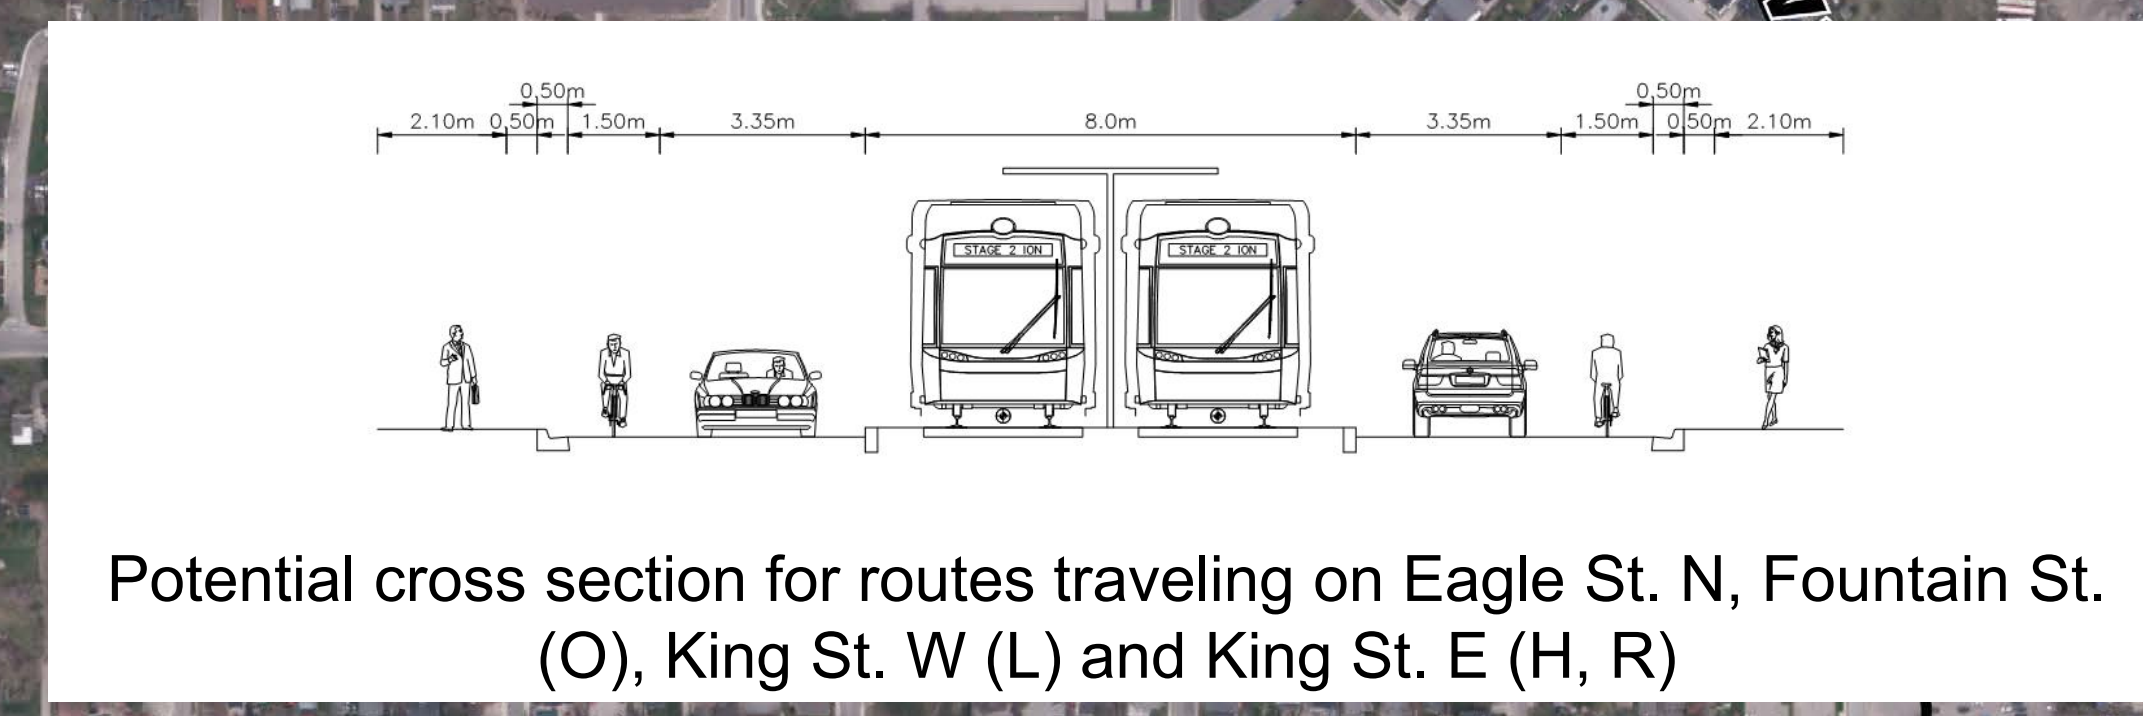 0.50m 0.50m
2.10m 0.50m 1.50m 3.35m 8.0m 3.35m 1.50m 0.50m 2.10m
STAGE 2 ION STAGE 2 ION
Potential cross section for routes traveling on Eagle St. N, Fountain St.
(O), King St. W (L) and King St. E (H, R)